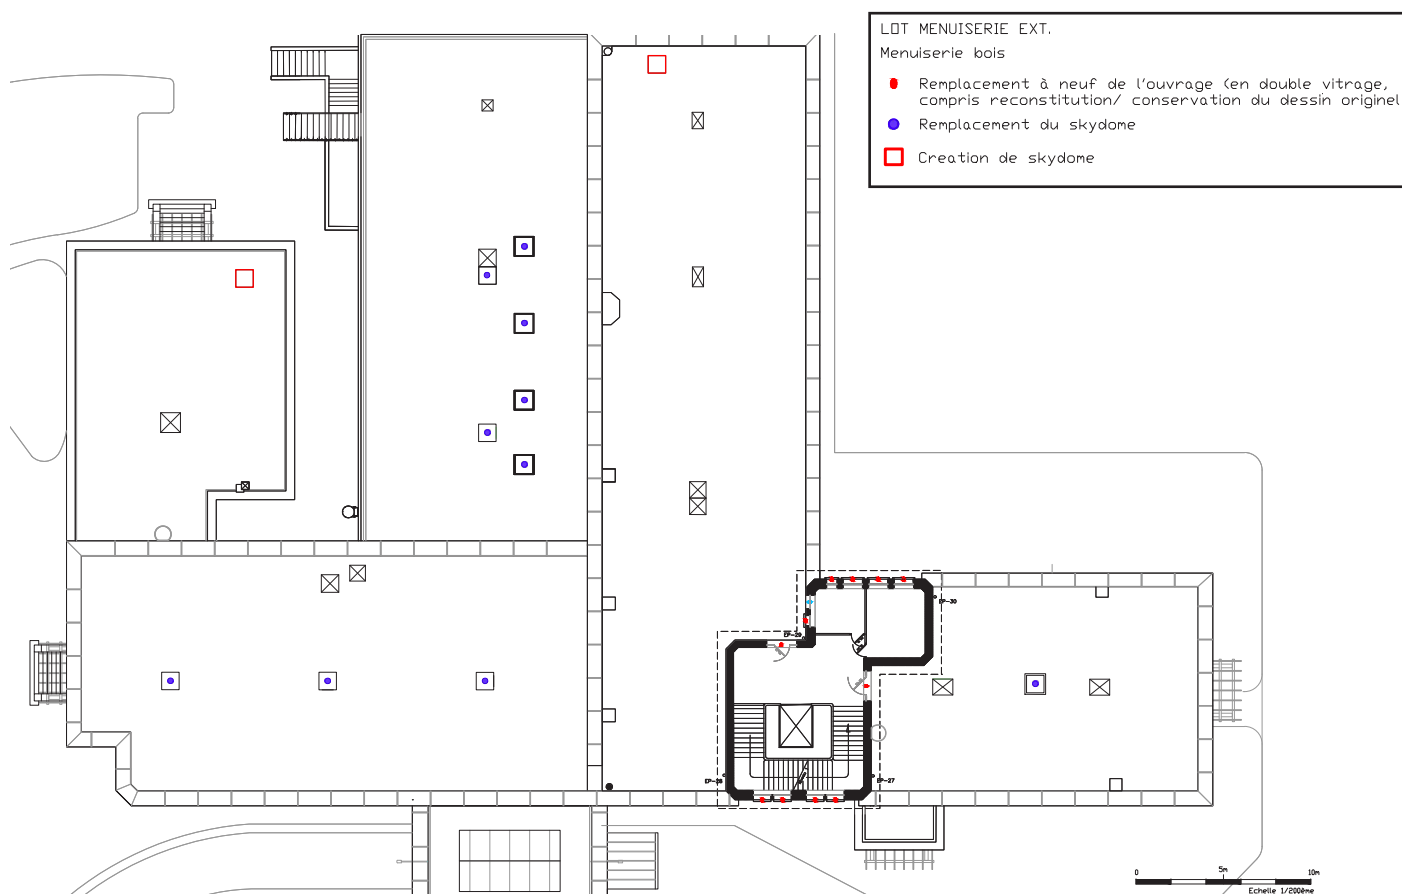 LOT MENUISERIE EXT.
Menuiserie bois
Remplacement à neuf de l'ouvrage (en double vitrage,
compris reconstitution/ conservation du dessin originel
Remplacement du skydome
Creation de skydome
EP-30
EP-29
EP-28
EP-27
0 5m 10m
Echelle 1/200ème